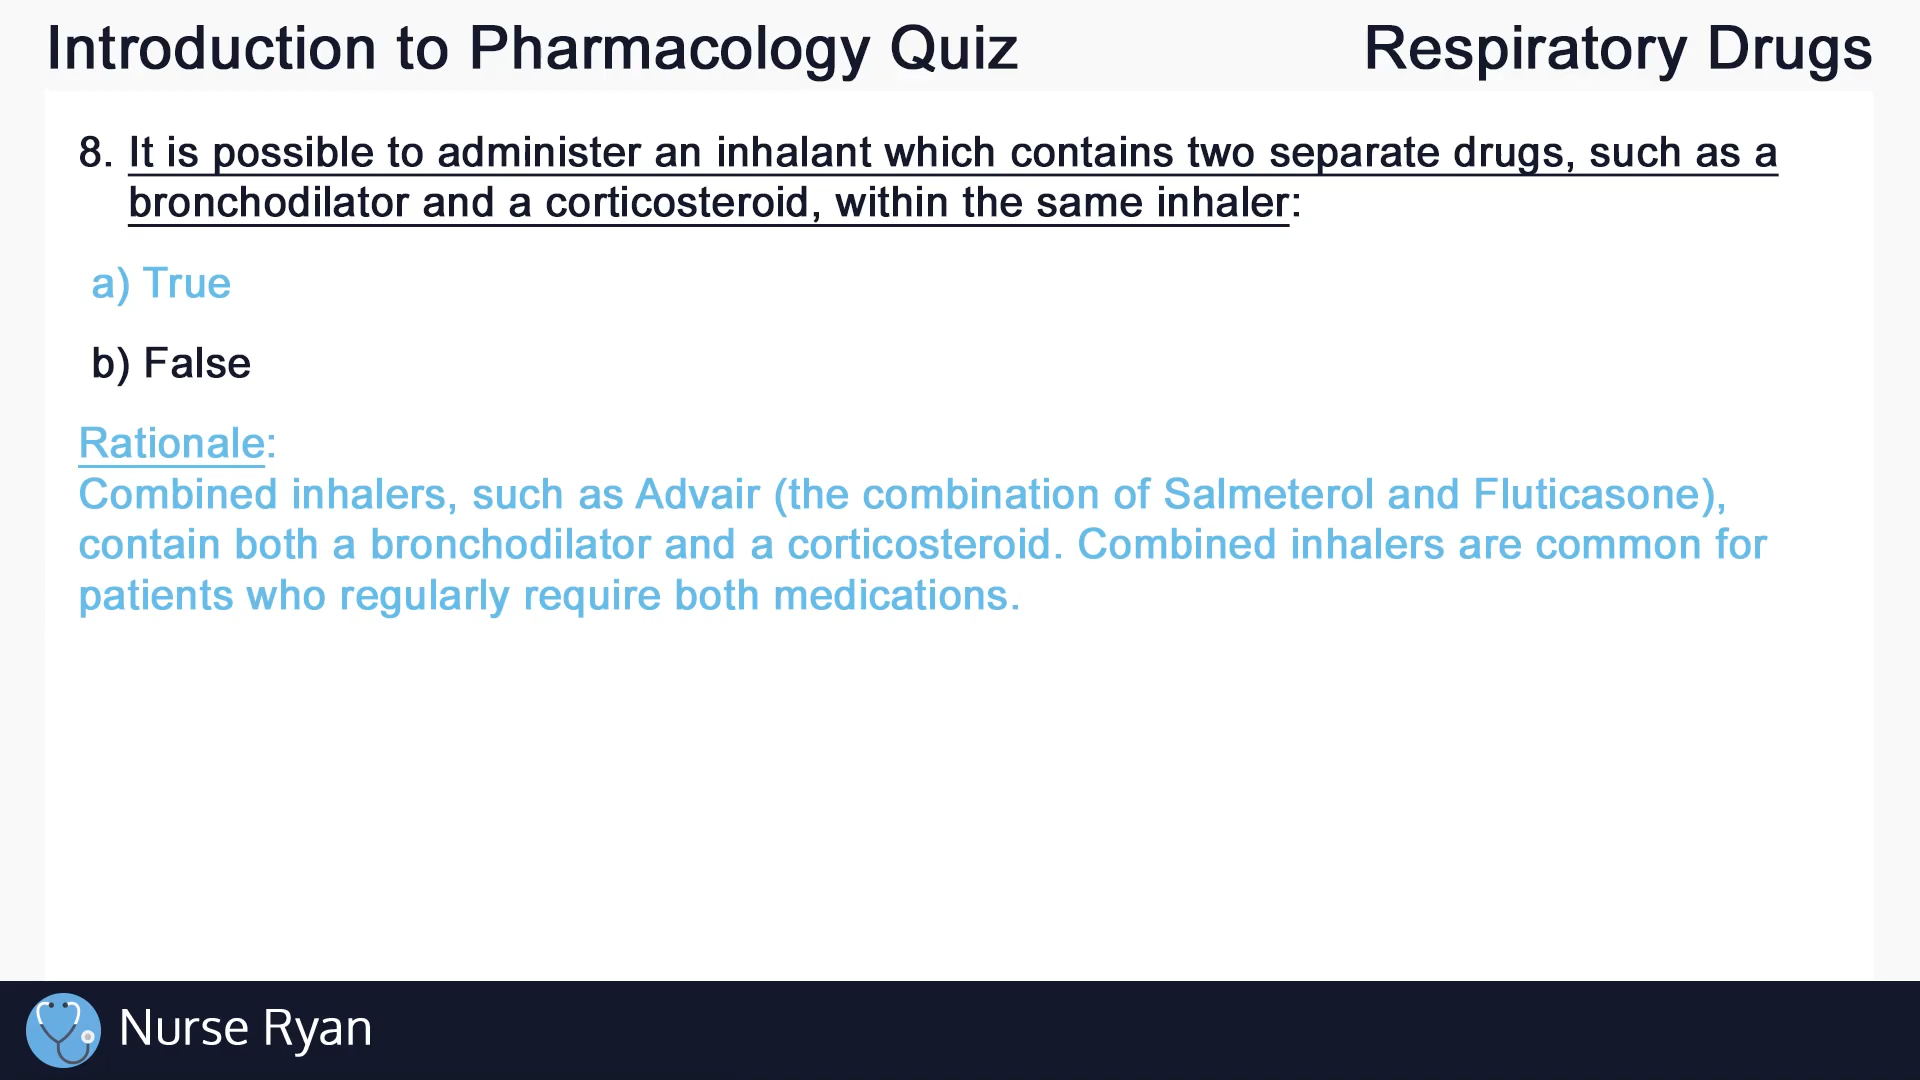 Introduction to Pharmacology Quiz
Respiratory Drugs
8. It is possible to administer an inhalant which contains two separate drugs, such as a
bronchodilator and a corticosteroid, within the same inhaler:
a) True
b) False
Rationale:
Combined inhalers, such as Advair (the combination of Salmeterol and Fluticasone),
contain both a bronchodilator and a corticosteroid. Combined inhalers are common for
patients who regularly require both medications.
Nurse Ryan